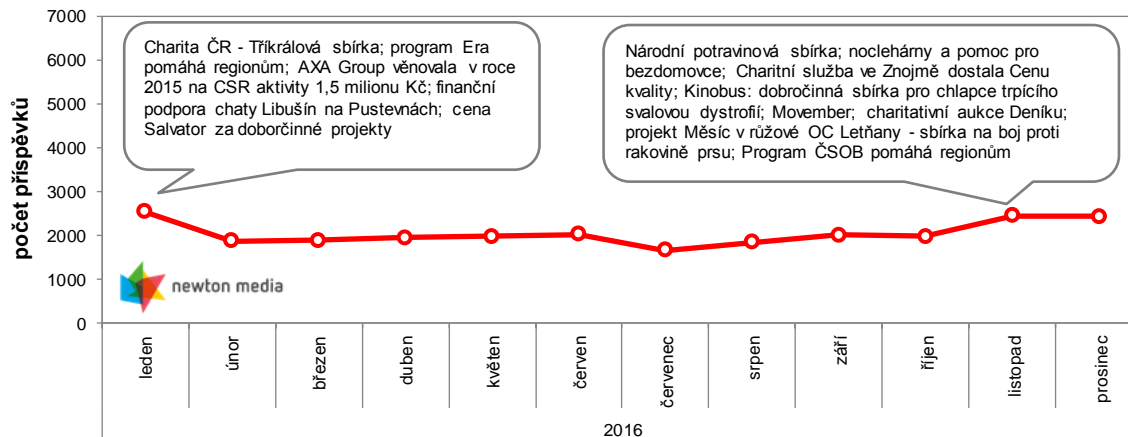 7000
6000
5000
4000
3000
2000
1000
0
počet příspěvků
Charita ČR - Tříkrálová sbírka; program Era
pomáhá regionům; AXA Group věnovala v roce
2015 na CSR aktivity 1,5 milionu Kč; finanční
podpora chaty Libušín na Pustevnách; cena
Salvator za doborčinné projekty
Národní potravinová sbírka; noclehárny a pomoc pro
bezdomovce; Charitní služba ve Znojmě dostala Cenu
kvality; Kinobus: dobročinná sbírka pro chlapce trpícího
svalovou dystrofií; Movember; charitativní aukce Deníku;
projekt Měsíc v růžové OC Letňany - sbírka na boj proti
rakovině prsu; Program ČSOB pomáhá regionům
newton media
leden
únor
březen
duben
květen
červen
červenec
srpen
září
říjen
listopad
prosinec
2016